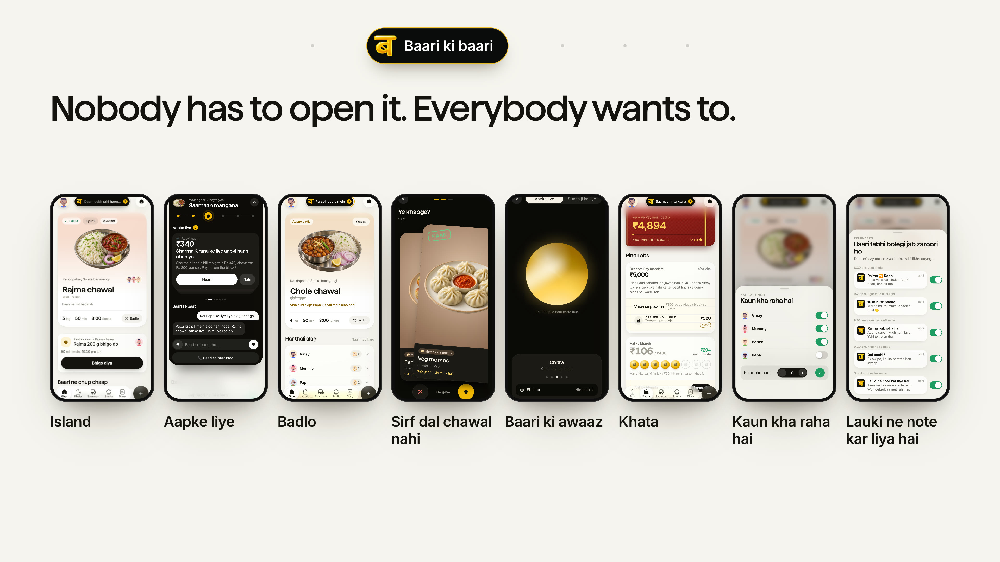 ब Baari ki baari
Nobody has to open it. Everybody wants to.
ब Daam dekh rahi hoon... 7
Pakka
Kyun?
9:30 pm
Kal dopahar, Sunita banayengi
Rajma chawal
राजमा चावल
Baari ne list badal di
3 log 50 min 8:00 Sunita
Badlo
Raat ka kaam · Rajma chawal
Rajma 200 g bhigo do
50 min mein, 10:30 pm tak
Bhigo diya
Baari ne chup chaap
Ghar Khata Saamaan Sunita Diary
Island
Waiting for Vinay's yes
Saamaan mangana
Aapke liye 7
Aapki haan
₹340
Sharma Kirana ke liye aapki haan
chahiye
Sharma Kirana's bill tonight is Rs 340, above the
Rs 300 you set. Pay it from the block?
Haan
Nahi
Baari se baat
Kal Papa ke liye kya alag banega?
Papa ki thali mein aloo nahi hoga. Rajma
chawal sabke liye, unke liye roti bhi.
Baari se poochho...
Baari se baat karo
Aapke liye
ब Parcel raaste mein 4
Aapne badla
Wapas
Kal dopahar, Sunita banayengi
Chole chawal
छोले चावल
Aloo puri skip: Papa ki thali mein aloo nahi
4 log 50 min 8:00 Sunita
Badlo
Har thali alag
Naam tap karo
Vinay 2
Mummy 2
Papa 2
Ghar Khata Saamaan Sunita Diary
Badlo
Ye khaoge?
1 / 11
HAAN
Momos aur thukpa
Veg momos
50 min · Veg
Sab ghar mein milta hai
Pan
50 mi
Sab gh
Ho gaya
Sirf dal chawal
nahi
Aapke liye
Sunita ji ke liye
Baari aapse baat karte hue
Chitra
Garam aur apnapan
Bhasha
Hinglish
Baari ki awaaz
ब Saamaan mangana 7
Reserve Pay mein bacha
₹4,894
₹106 kharch, block ₹5,000
Kholo
Pine Labs
Reserve Pay mandate
pine labs
₹5,000
Pine Labs sandbox ne jawab nahi diya. Jab tak Vinay
UPI par approve nahi karte, debit Baari ke demo
block se, wahi limit.
Vinay se poocha
₹300 se zyada, ya block se
zyada
Payment ki maang
₹520
Telegram par bheja
RUKA
Aaj ka kharch
₹106 / ₹400
₹294
aur ho sakta
ब ब ब ब ब ब ब ब
Har sikka aaj ki limit ka ₹50. Kharch hua toh khaali.
Parchi
Ghar Khata Saamaan Sunita Diary
Khata
KAL KA LUNCH
Kaun kha raha hai
Vinay
Mummy
Behen
Papa
Kal mehmaan
− 0 +
Kaun kha raha
hai
REMINDERS
Baari tabhi bolegi jab zaroori
ho
Din mein zyada se zyada do. Yahi likha aayega.
8:30 pm, vote khula
Rajma 🆚 Kadhi
abhi
Papa vote kar chuke. Aapki
baari, bas ek tap.
9:20 pm, agar vote nahi kiya
10 minute bache
abhi
Warna kal Mummy ka vote hi
final
8:05 am, cook ke confirm pe
Rajma pak raha hai
abhi
Aapne subah kuch nahi kiya.
Yahi toh plan tha.
9:30 pm, khaane ke baad
Dal bachi?
abhi
Ek swipe, kal ka paratha ban
jayega.
3 raat vote na karne pe
Lauki ne note kar liya hai
abhi
Teen raat se aapka vote nahi.
Woh default se jeet rahi hai.
Lauki ne note
kar liya hai